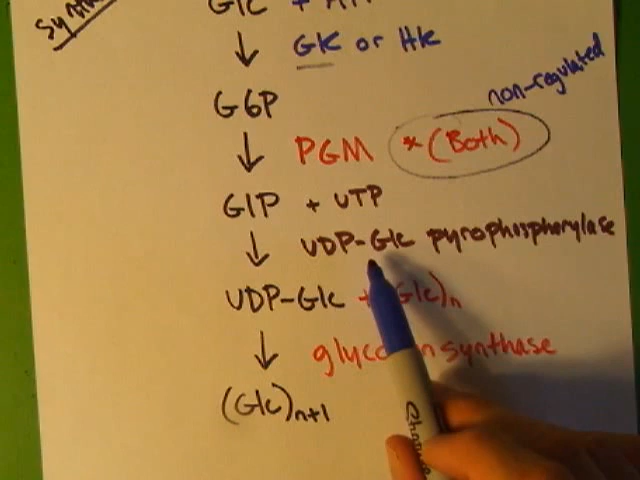 Glc +
GK or HK
G6P
non-regulated
PGM *(Both)
G1P + UTP
UDP-Glc pyrophosphorylase
UDP-Glc + (Glc)n
glycogen synthase
(Glc)n+1